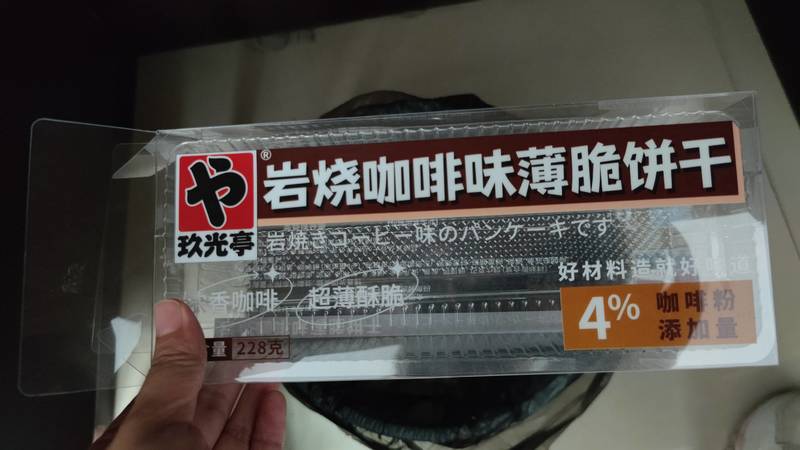 や
®
玖光亭
岩烧咖啡味薄脆饼干
岩焼きコーヒー味のパンケーキです
浓香咖啡 超薄酥脆
好材料造就好味道
4% 咖啡粉
添加量
量 228克